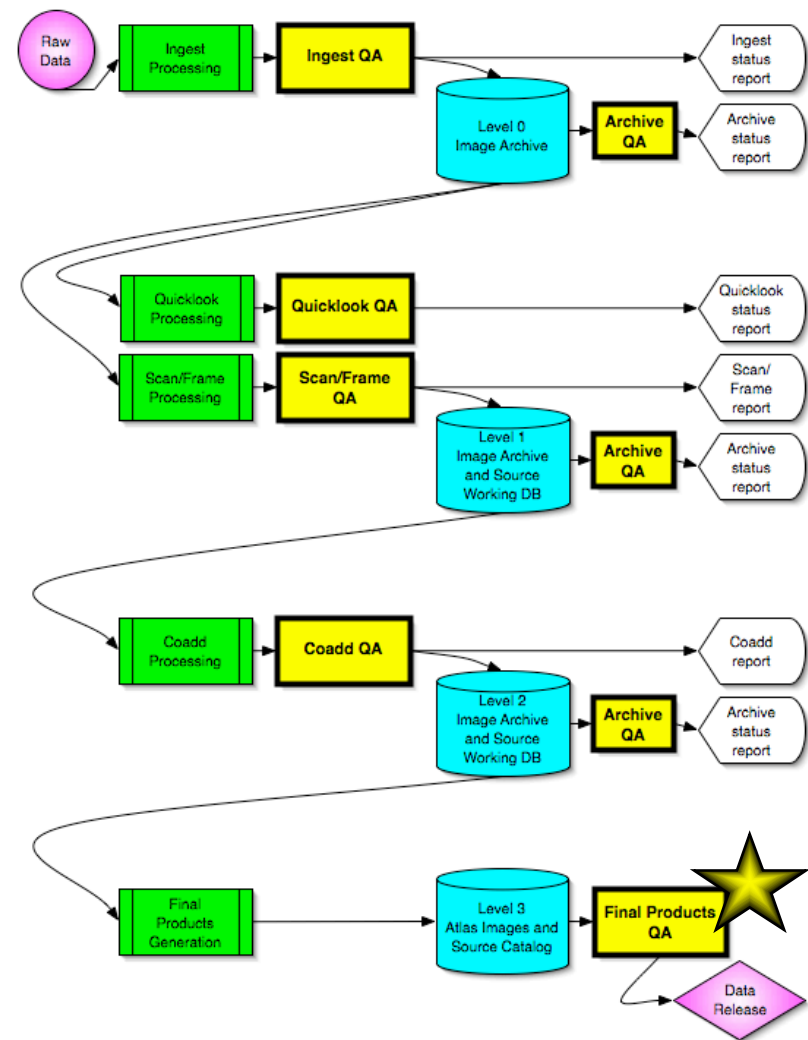 Raw
Data
Ingest
Processing
Ingest QA
Ingest
status
report
Level 0
Image Archive
Archive
QA
Archive
status
report
Quicklook
Processing
Quicklook QA
Quicklook
status
report
Scan/Frame
Processing
Scan/Frame
QA
Scan/
Frame
report
Level 1
Image Archive
and Source
Working DB
Archive
QA
Archive
status
report
Coadd
Processing
Coadd QA
Coadd
report
Level 2
Image Archive
and Source
Working DB
Archive
QA
Archive
status
report
Final
Products
Generation
Level 3
Atlas Images and
Source Catalog
Final Products
QA
Data
Release